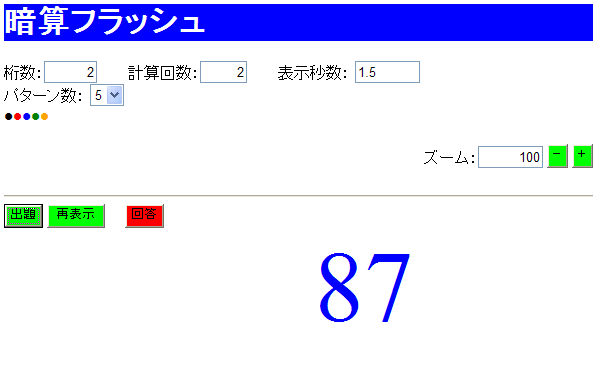 暗算フラッシュ
桁数: 2 計算回数: 2 表示秒数: 1.5
パターン数: 5
ズーム: 100 － ＋
出題 再表示 回答
87